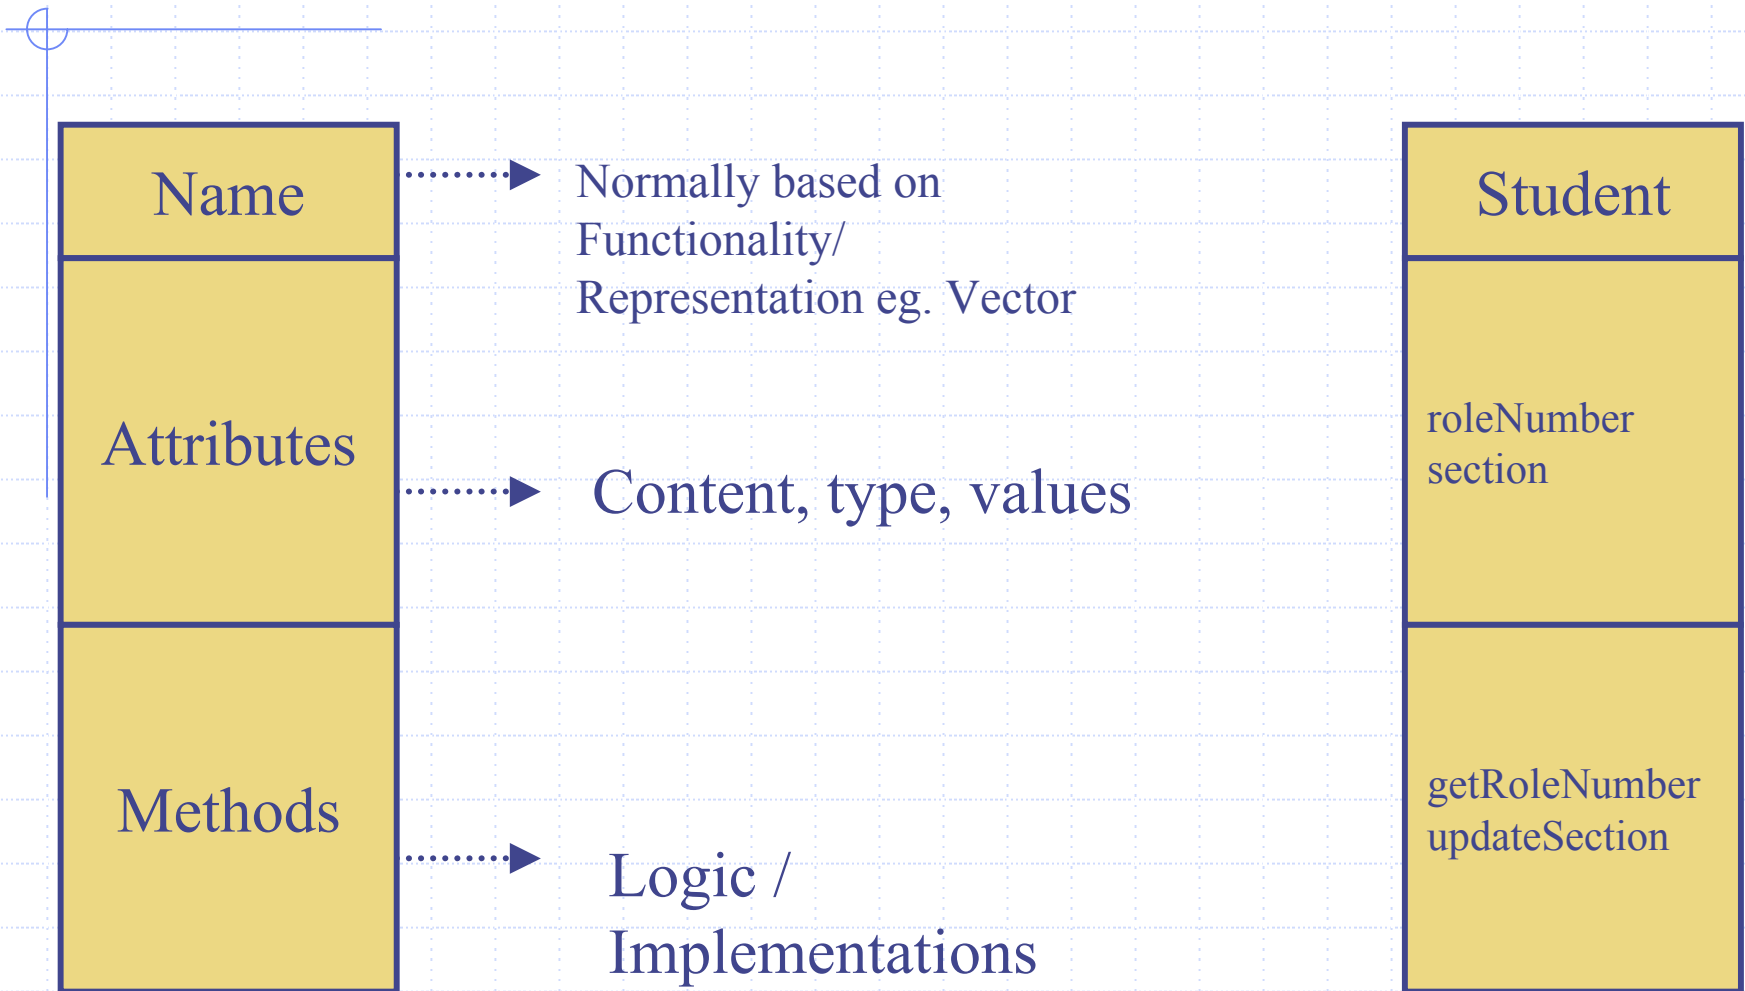 Name
Normally based on
Functionality/
Representation eg. Vector
Attributes
Content, type, values
Methods
Logic /
Implementations
Student
roleNumber
section
getRoleNumber
updateSection